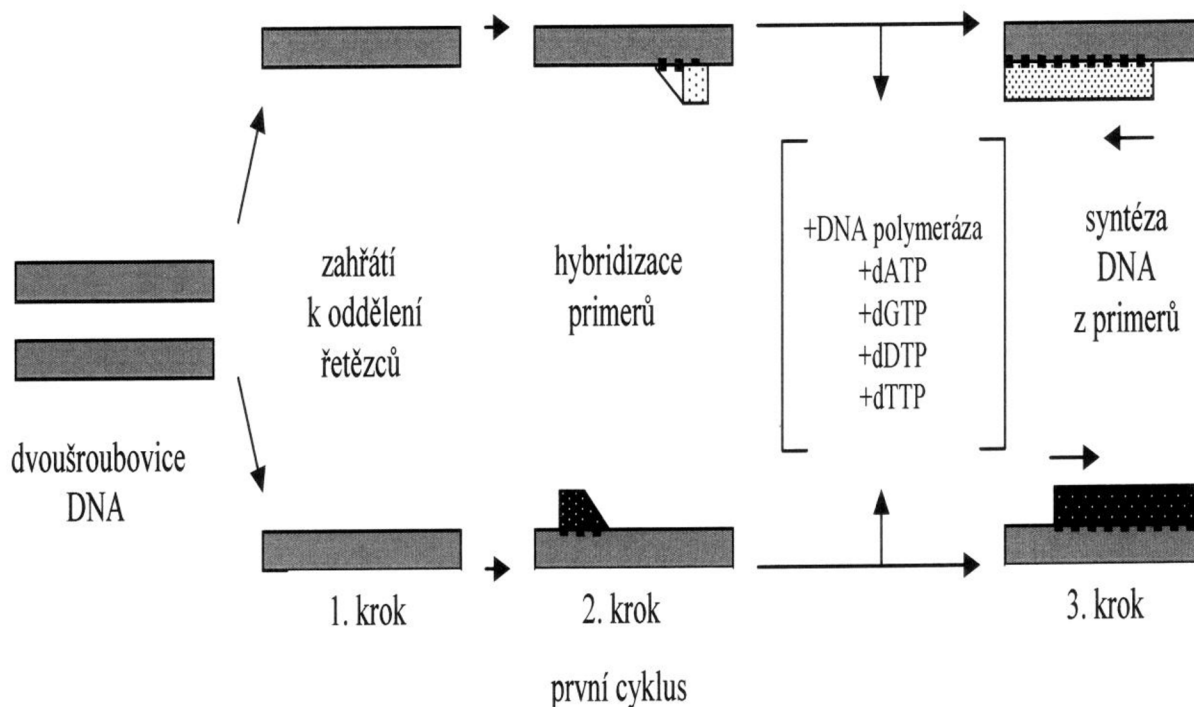 dvoušroubovice
DNA
zahřátí
k oddělení
řetězců
1. krok
hybridizace
primerů
2. krok
+DNA polymeráza
+dATP
+dGTP
+dDTP
+dTTP
syntéza
DNA
z primerů
3. krok
první cyklus